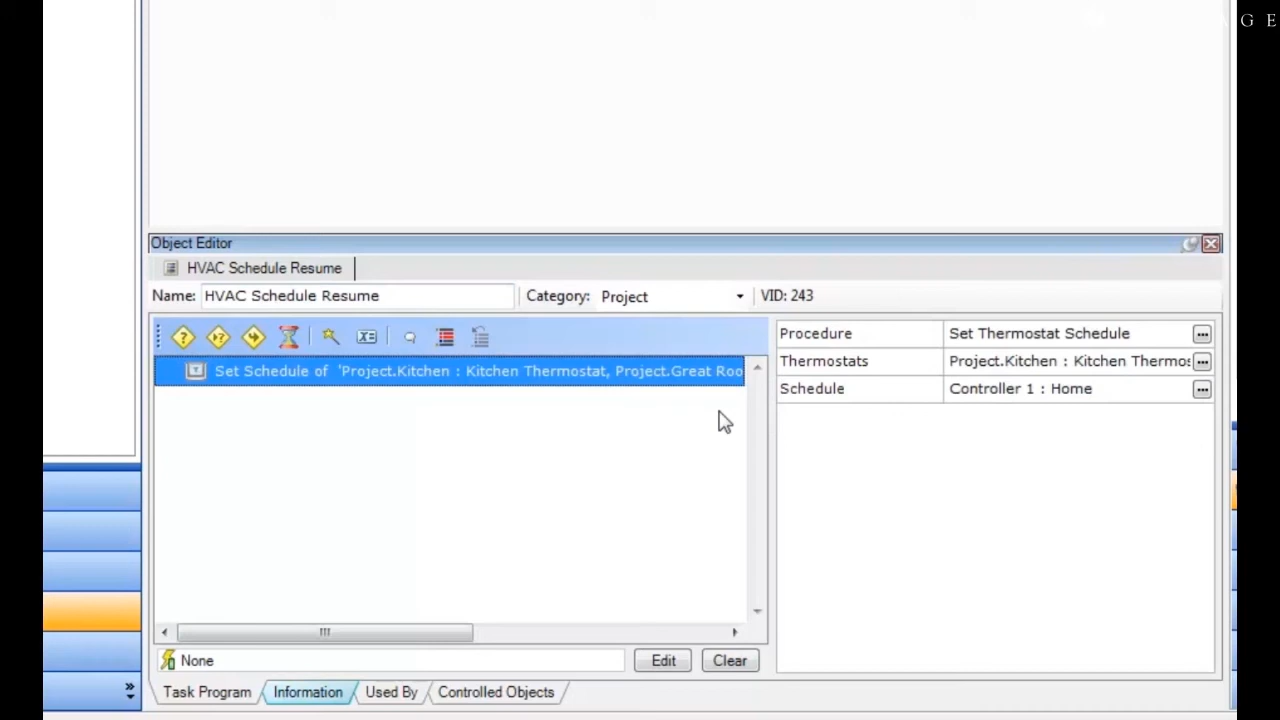 G E
Object Editor
HVAC Schedule Resume
Name: HVAC Schedule Resume Category: Project VID: 243
Set Schedule of 'Project.Kitchen : Kitchen Thermostat, Project.Great Roo
Procedure Set Thermostat Schedule
Thermostats Project.Kitchen : Kitchen Thermos
Schedule Controller 1 : Home
None Edit Clear
Task Program Information Used By Controlled Objects